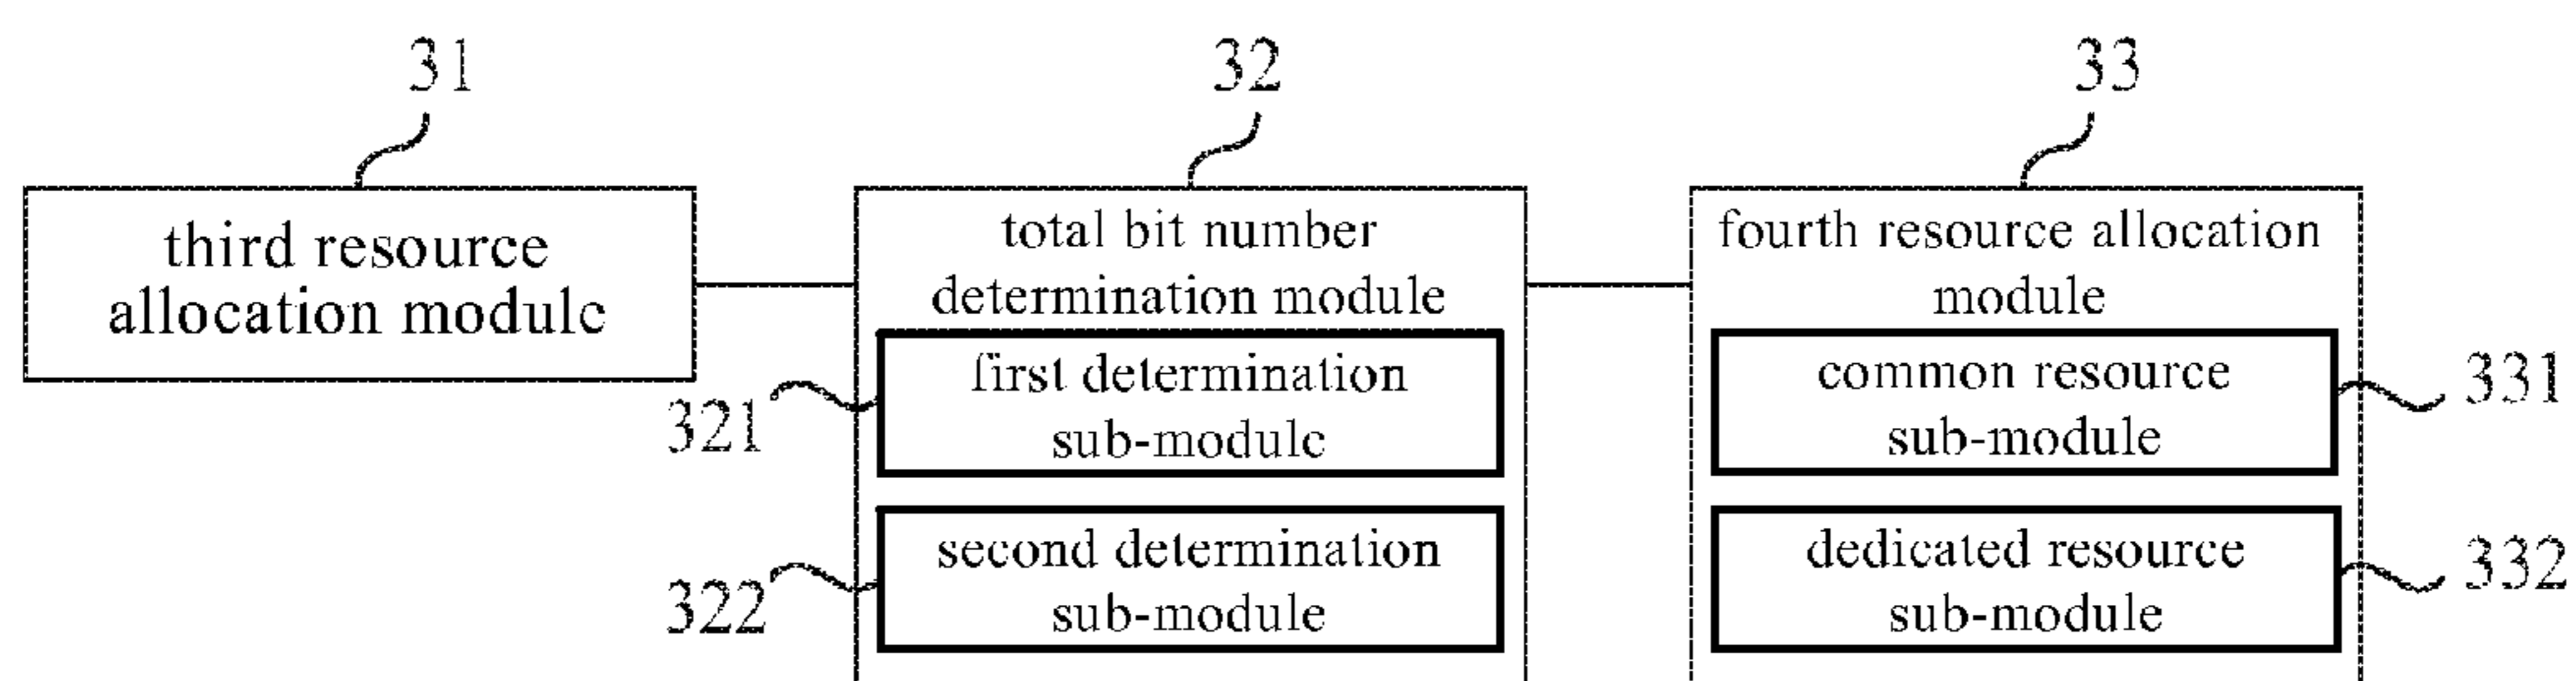 31
32
33
third resource
allocation module
total bit number
determination module
fourth resource allocation
module
first determination
sub-module
321
common resource
sub-module
331
second determination
sub-module
322
dedicated resource
sub-module
332